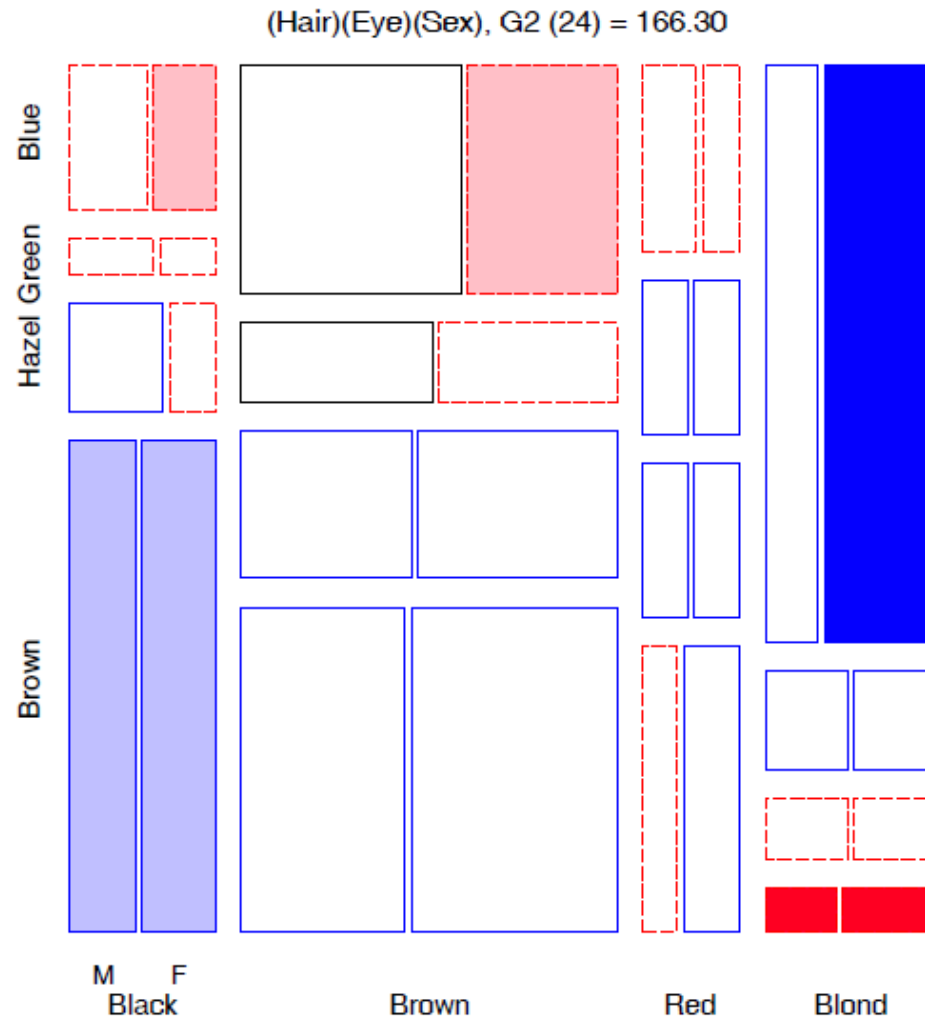 (Hair)(Eye)(Sex), G2 (24) = 166.30
Blue
Green
Hazel
Brown
M F
Black Brown Red Blond